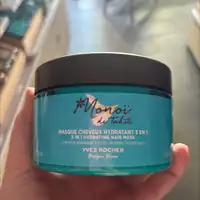 Monoï
de Tahiti
MASQUE CHEVEUX HYDRATANT 3 EN 1
3-IN-1 HYDRATING HAIR MASK
YVES ROCHER